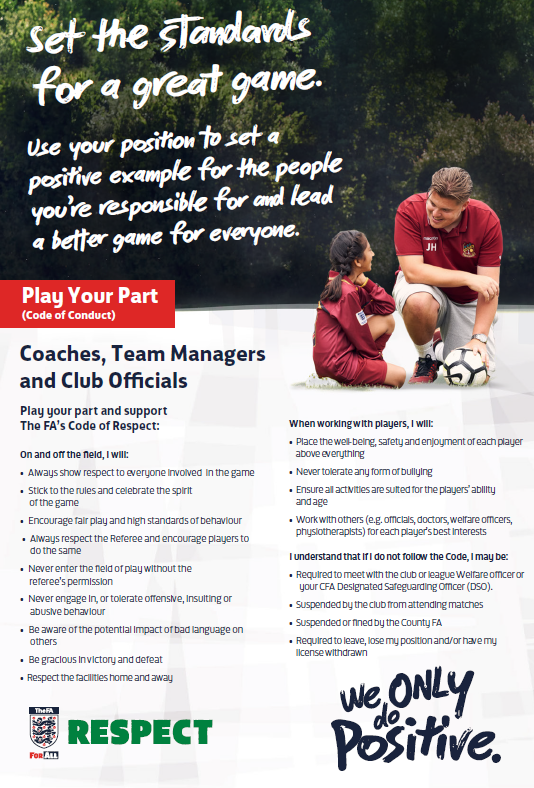 Set the standards
for a great game.
Use your position to set a
positive example for the people
you're responsible for and lead
a better game for everyone.
macron
JH
Play Your Part
(Code of Conduct)
Coaches, Team Managers
and Club Officials
Play your part and support
The FA's Code of Respect:
On and off the field, I will:
• Always show respect to everyone involved in the game
• Stick to the rules and celebrate the spirit
of the game
• Encourage fair play and high standards of behaviour
• Always respect the Referee and encourage players to
do the same
• Never enter the field of play without the
referee's permission
• Never engage in, or tolerate offensive, insulting or
abusive behaviour
• Be aware of the potential impact of bad language on
others
• Be gracious in victory and defeat
• Respect the facilities home and away
When working with players, I will:
• Place the well-being, safety and enjoyment of each player
above everything
• Never tolerate any form of bullying
• Ensure all activities are suited for the players' ability
and age
• Work with others (e.g. officials, doctors, welfare officers,
physiotherapists) for each player's best interests
I understand that if I do not follow the Code, I may be:
• Required to meet with the club or league Welfare officer or
your CFA Designated Safeguarding Officer (DSO).
• Suspended by the club from attending matches
• Suspended or fined by the County FA
• Required to leave, lose my position and/or have my
license withdrawn
TheFA
FOR ALL
RESPECT
We ONLY
do
Positive.